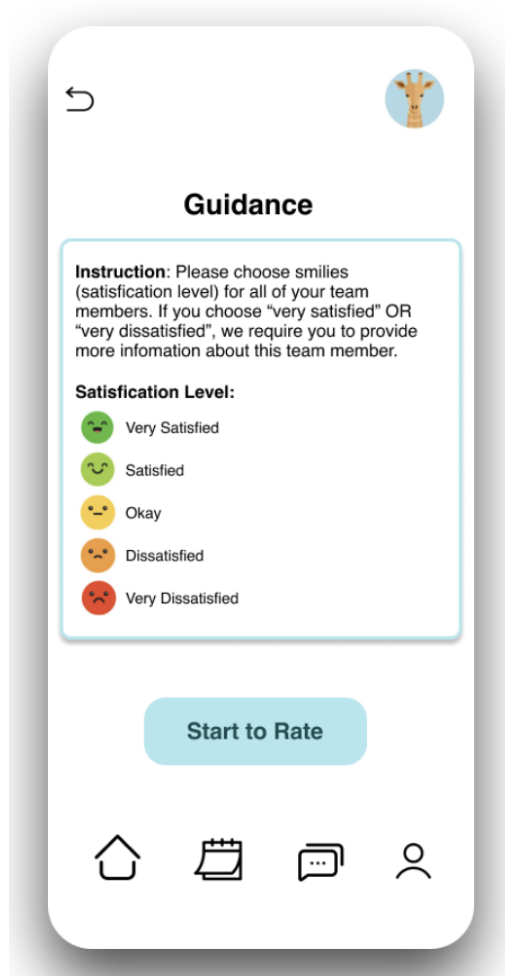 Guidance
Instruction: Please choose smilies
(satisfication level) for all of your team
members. If you choose “very satisfied” OR
“very dissatisfied”, we require you to provide
more infomation about this team member.
Satisfication Level:
Very Satisfied
Satisfied
Okay
Dissatisfied
Very Dissatisfied
Start to Rate